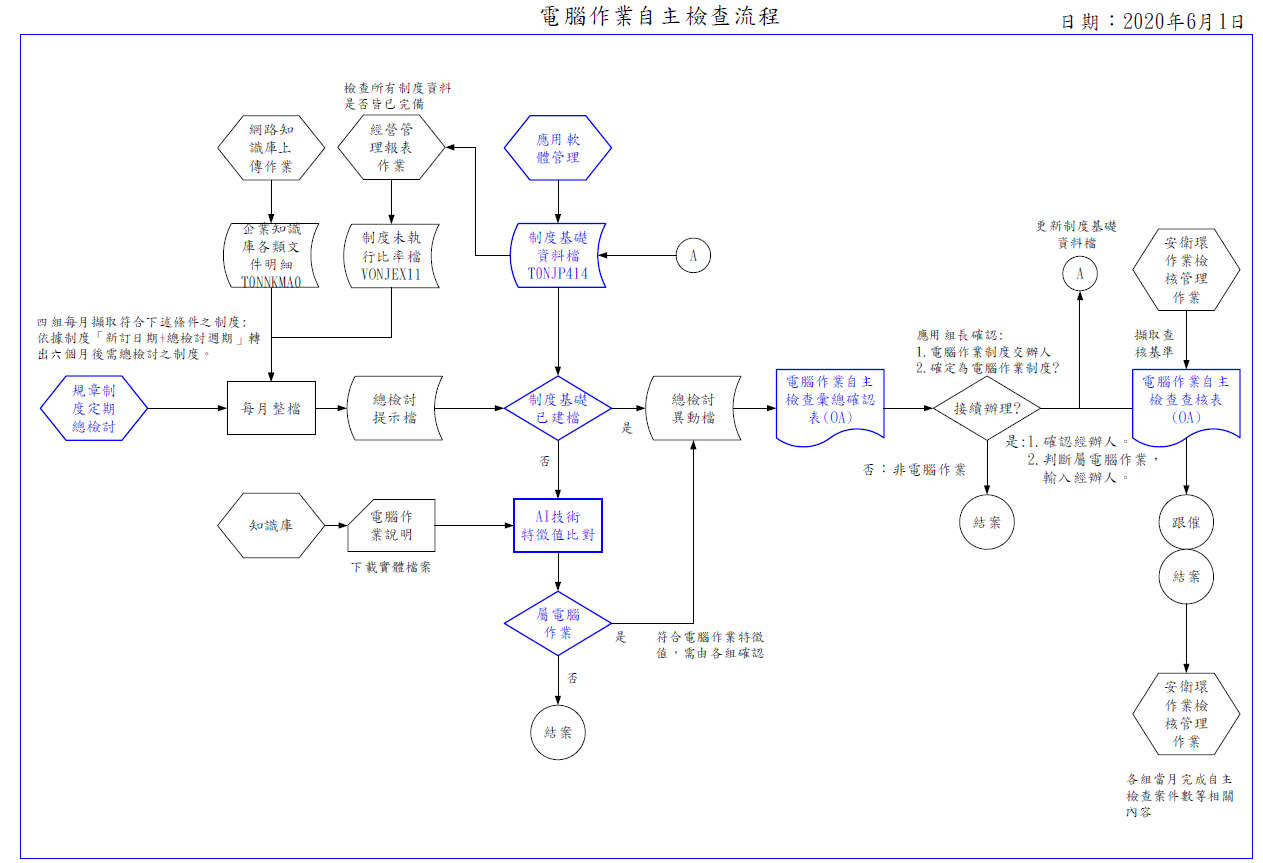 電腦作業自主檢查流程
日期：2020年6月1日
檢查所有制度資料
是否皆已完備
網路知
識庫上
傳作業
經營管
理報表
作業
應用軟
體管理
企業知識
庫各類文
件明細
TONNKMA0
制度未執
行比率檔
VONJEX11
制度基礎
資料檔
TONJP414
A
更新制度基礎
資料檔
A
安衛環
作業檢
核管理
作業
四組每月擷取符合下述條件之制度:
依據制度「新訂日期+總檢討週期」轉
出六個月後需總檢討之制度。
應用組長確認:
1.電腦作業制度交辦人
2.確定為電腦作業制度?
擷取查
核基準
規章制
度定期
總檢討
每月整檔
總檢討
提示檔
制度基礎
已建檔
是
總檢討
異動檔
電腦作業自主
檢查彙總確認
表(OA)
接續辦理?
電腦作業自主
檢查查核表
(OA)
否
否：非電腦作業
是:1.確認經辦人。
2.判斷屬電腦作業，
輸入經辦人。
知識庫
電腦作
業說明
下載實體檔案
AI技術
特徵值比對
結案
跟催
結案
屬電腦
作業
是
符合電腦作業特徵
值，需由各組確認
否
結案
安衛環
作業檢
核管理
作業
各組當月完成自主
檢查案件數等相關
內容